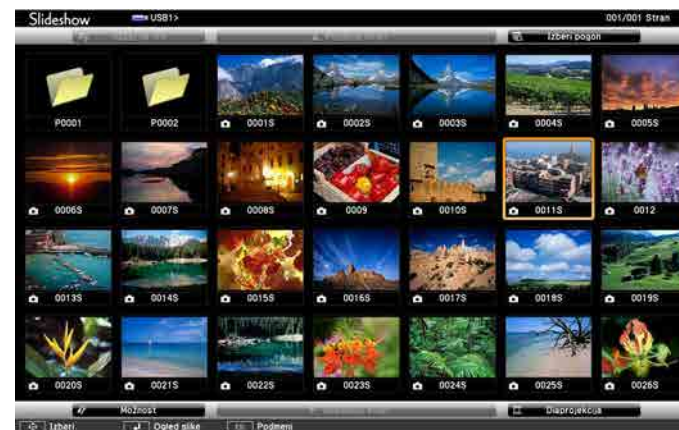 Slideshow USB1> 001/001 Stran
Izberi pogon
P0001 P0002 0001S 0002S 0003S 0004S 0005S
0006S 0007S 0008S 0009 0010S 0011S 0012
0013S 0014S 0015S 0016S 0017S 0018S 0019S
0020S 0021S 0022S 0023S 0024S 0025S 0026S
Možnost Diaprojekcija
Izberi Ogled slike Podmeni